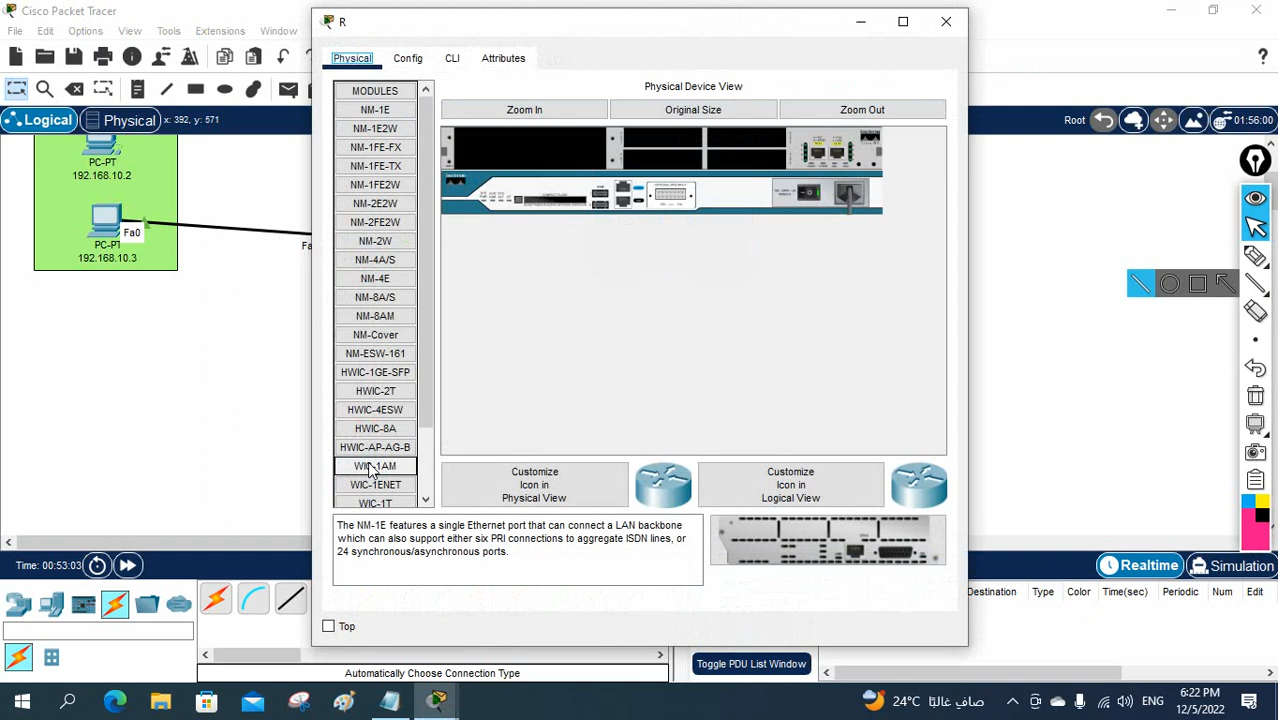 Cisco Packet Tracer
File Edit Options View Tools Extensions Window
Logical Physical x: 392, y: 571
Root 01:56:00
PC-PT
192.168.10.2
Fa0
PC-PT
192.168.10.3
Fa
R
Physical Config CLI Attributes
MODULES
NM-1E
NM-1E2W
NM-1FE-FX
NM-1FE-TX
NM-1FE2W
NM-2E2W
NM-2FE2W
NM-2W
NM-4A/S
NM-4E
NM-8A/S
NM-8AM
NM-Cover
NM-ESW-161
HWIC-1GE-SFP
HWIC-2T
HWIC-4ESW
HWIC-8A
HWIC-AP-AG-B
WIC-1AM
WIC-1ENET
WIC-1T
Physical Device View
Zoom In Original Size Zoom Out
Customize
Icon in
Physical View
Customize
Icon in
Logical View
The NM-1E features a single Ethernet port that can connect a LAN backbone
which can also support either six PRI connections to aggregate ISDN lines, or
24 synchronous/asynchronous ports.
Top
Time: 00:53:03
Realtime Simulation
Destination Type Color Time(sec) Periodic Num Edit
Automatically Choose Connection Type
Toggle PDU List Window
24°C صافٍ غالبًا
ENG
6:22 PM
12/5/2022